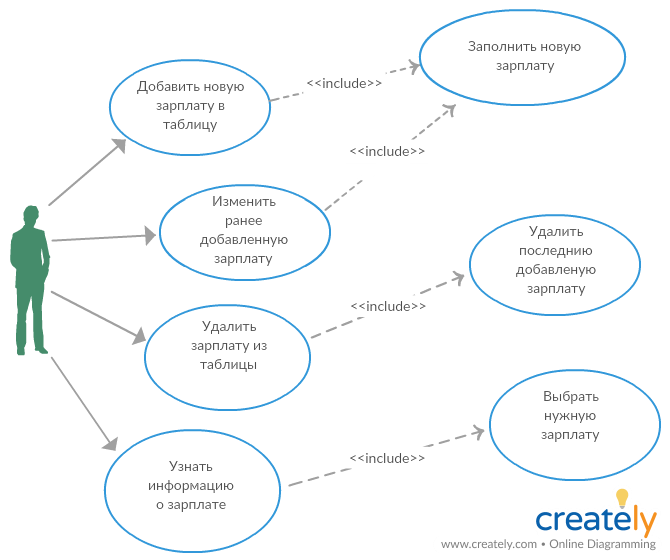 Добавить новую
зарплату в
таблицу
<<include>>
Заполнить новую
зарплату
Изменить
ранее
добавленную
зарплату
<<include>>
Удалить
зарплату из
таблицы
<<include>>
Удалить
последнию
добавленую
зарплату
Узнать
информацию
о зарплате
<<include>>
Выбрать
нужную
зарплату
creately
www.creately.com • Online Diagramming